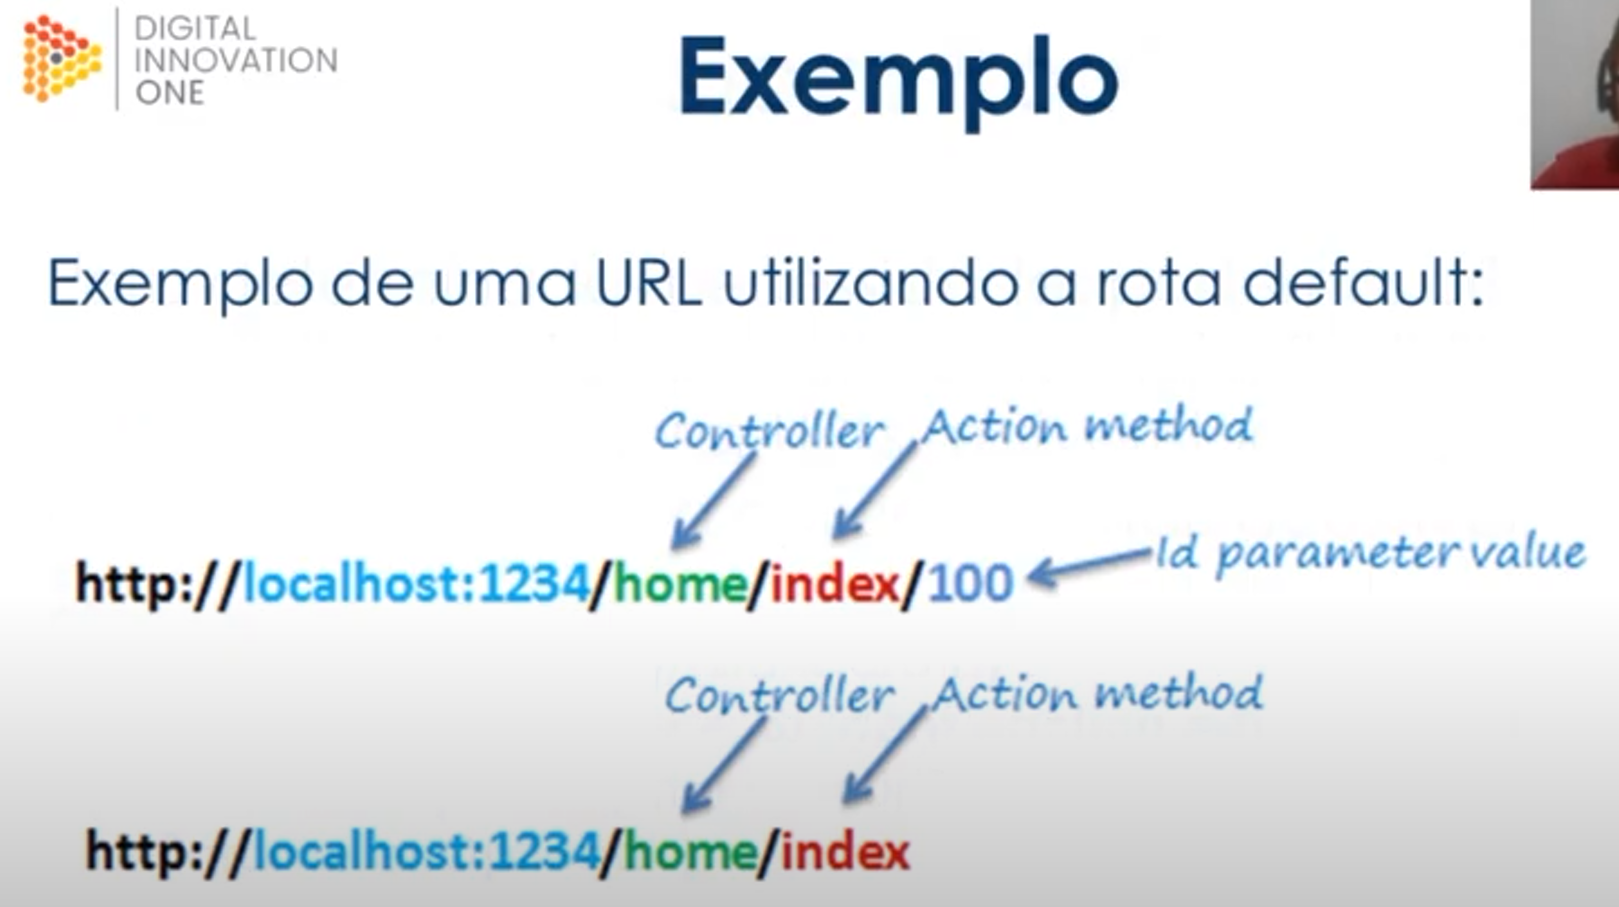 DIGITAL
INNOVATION
ONE
Exemplo
Exemplo de uma URL utilizando a rota default:
Controller Action method
http://localhost:1234/home/index/100 Id parameter value
Controller Action method
http://localhost:1234/home/index